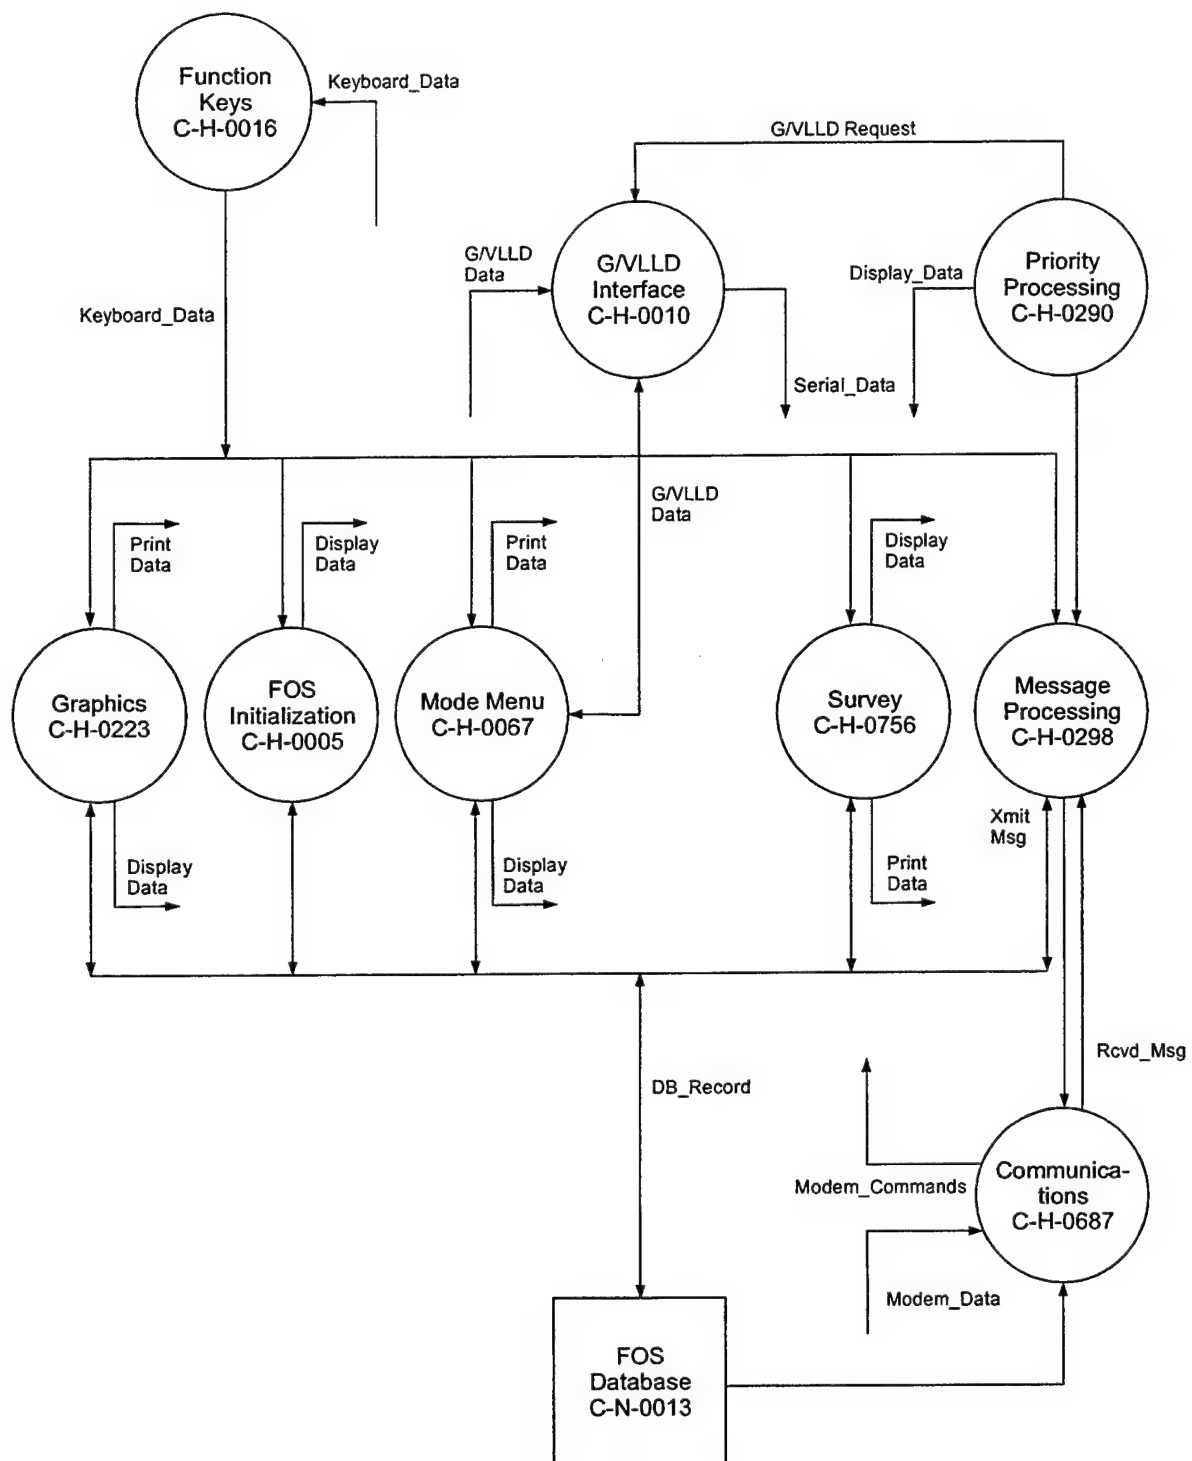 Function
Keys
C-H-0016
Keyboard_Data
G/VLLD Request
G/VLLD
Data
G/VLLD
Interface
C-H-0010
Display_Data
Priority
Processing
C-H-0290
Keyboard_Data
Serial_Data
G/VLLD
Data
Print
Data
Display
Data
Print
Data
Display
Data
Graphics
C-H-0223
FOS
Initialization
C-H-0005
Mode Menu
C-H-0067
Survey
C-H-0756
Message
Processing
C-H-0298
Display
Data
Display
Data
Print
Data
Xmit
Msg
Rcvd_Msg
DB_Record
Modem_Commands
Communica-
tions
C-H-0687
Modem_Data
FOS
Database
C-N-0013